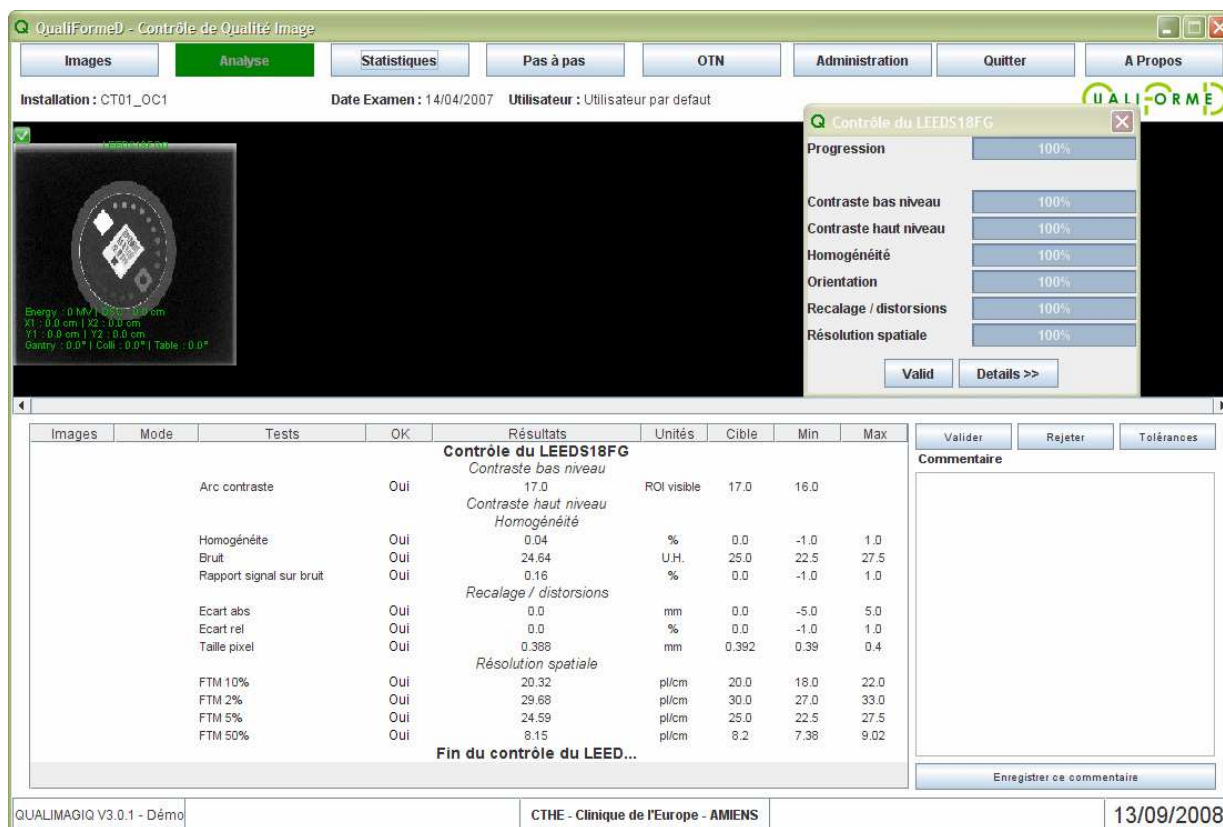 QualiFormeD - Contrôle de Qualité Image
Images Analyse Statistiques Pas à pas OTN Administration Quitter A Propos
Installation : CT01_OC1 Date Examen : 14/04/2007 Utilisateur : Utilisateur par defaut
QUALIFORMED
LEEDS18FG
Energy : 0 MV | DSC : 0.0 cm
X1 : 0.0 cm | X2 : 0.0 cm
Y1 : 0.0 cm | Y2 : 0.0 cm
Gantry : 0.0° | Colli : 0.0° | Table : 0.0°
Contrôle du LEEDS18FG
Progression 100%
Contraste bas niveau 100%
Contraste haut niveau 100%
Homogénéité 100%
Orientation 100%
Recalage / distorsions 100%
Résolution spatiale 100%
Valid Details >>
Images Mode Tests OK Résultats Unités Cible Min Max
Contrôle du LEEDS18FG
Contraste bas niveau
Arc contraste Oui 17.0 ROI visible 17.0 16.0
Contraste haut niveau
Homogénéité
Homogénéite Oui 0.04 % 0.0 -1.0 1.0
Bruit Oui 24.64 U.H. 25.0 22.5 27.5
Rapport signal sur bruit Oui 0.16 % 0.0 -1.0 1.0
Recalage / distorsions
Ecart abs Oui 0.0 mm 0.0 -5.0 5.0
Ecart rel Oui 0.0 % 0.0 -1.0 1.0
Taille pixel Oui 0.388 mm 0.392 0.39 0.4
Résolution spatiale
FTM 10% Oui 20.32 pl/cm 20.0 18.0 22.0
FTM 2% Oui 29.68 pl/cm 30.0 27.0 33.0
FTM 5% Oui 24.59 pl/cm 25.0 22.5 27.5
FTM 50% Oui 8.15 pl/cm 8.2 7.38 9.02
Fin du contrôle du LEED...
Valider Rejeter Tolérances
Commentaire
Enregistrer ce commentaire
QUALIMAGIQ V3.0.1 - Démo CTHE - Clinique de l'Europe - AMIENS 13/09/2008